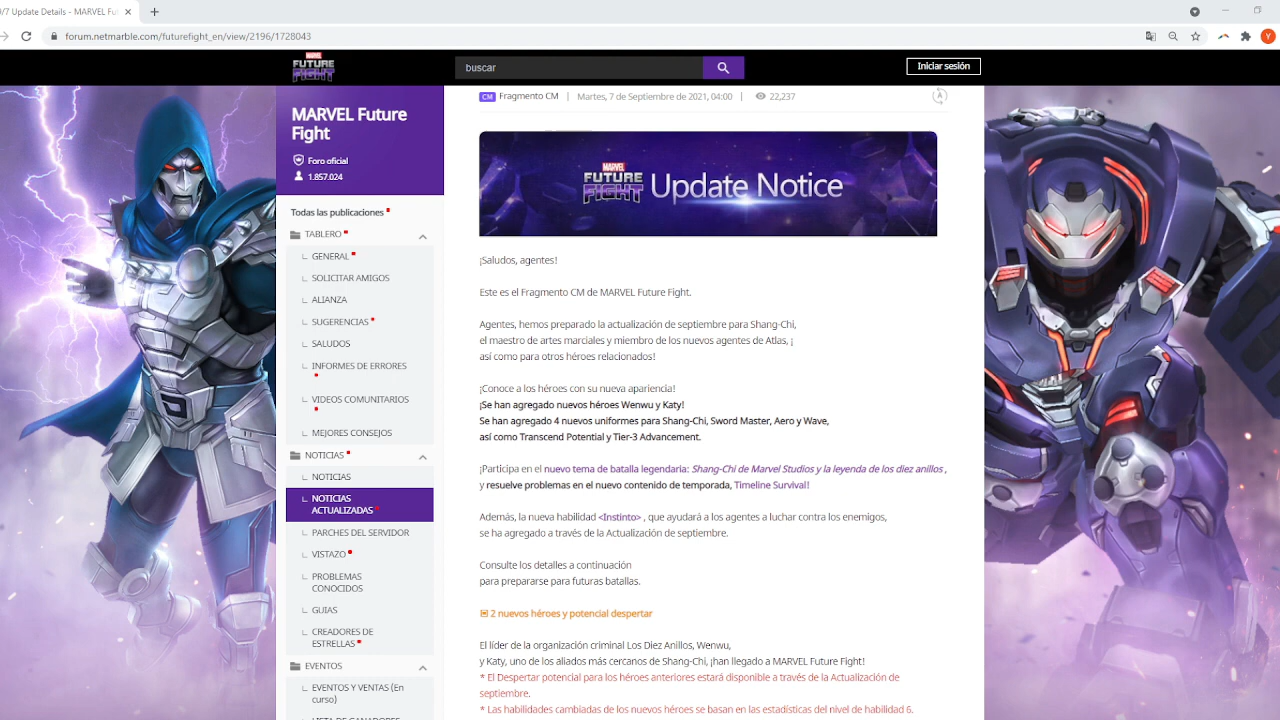 /7 Update Details - MARVEL Fu
forum.netmarble.com/futurefight_en/view/2196/1728043
Y
MARVEL
FUTURE
FIGHT
buscar
Iniciar sesión
MARVEL Future
Fight
Foro oficial
1.857.024
Todas las publicaciones
TABLERO
GENERAL
SOLICITAR AMIGOS
ALIANZA
SUGERENCIAS
SALUDOS
INFORMES DE ERRORES
VIDEOS COMUNITARIOS
MEJORES CONSEJOS
NOTICIAS
NOTICIAS
NOTICIAS
ACTUALIZADAS
PARCHES DEL SERVIDOR
VISTAZO
PROBLEMAS
CONOCIDOS
GUIAS
CREADORES DE
ESTRELLAS
EVENTOS
EVENTOS Y VENTAS (En
curso)
LISTA DE GANADORES
CM Fragmento CM | Martes, 7 de Septiembre de 2021, 04:00 | 22,237
MARVEL
FUTURE
FIGHT Update Notice
¡Saludos, agentes!
Este es el Fragmento CM de MARVEL Future Fight.
Agentes, hemos preparado la actualización de septiembre para Shang-Chi,
el maestro de artes marciales y miembro de los nuevos agentes de Atlas, ¡
así como para otros héroes relacionados!
¡Conoce a los héroes con su nueva apariencia!
¡Se han agregado nuevos héroes Wenwu y Katy!
Se han agregado 4 nuevos uniformes para Shang-Chi, Sword Master, Aero y Wave,
así como Transcend Potential y Tier-3 Advancement.
¡Participa en el nuevo tema de batalla legendaria: Shang-Chi de Marvel Studios y la leyenda de los diez anillos ,
y resuelve problemas en el nuevo contenido de temporada, Timeline Survival!
Además, la nueva habilidad <Instinto> , que ayudará a los agentes a luchar contra los enemigos,
se ha agregado a través de la Actualización de septiembre.
Consulte los detalles a continuación
para prepararse para futuras batallas.
▣ 2 nuevos héroes y potencial despertar
El líder de la organización criminal Los Diez Anillos, Wenwu,
y Katy, uno de los aliados más cercanos de Shang-Chi, ¡han llegado a MARVEL Future Fight!
* El Despertar potencial para los héroes anteriores estará disponible a través de la Actualización de
septiembre.
* Las habilidades cambiadas de los nuevos héroes se basan en las estadísticas del nivel de habilidad 6.